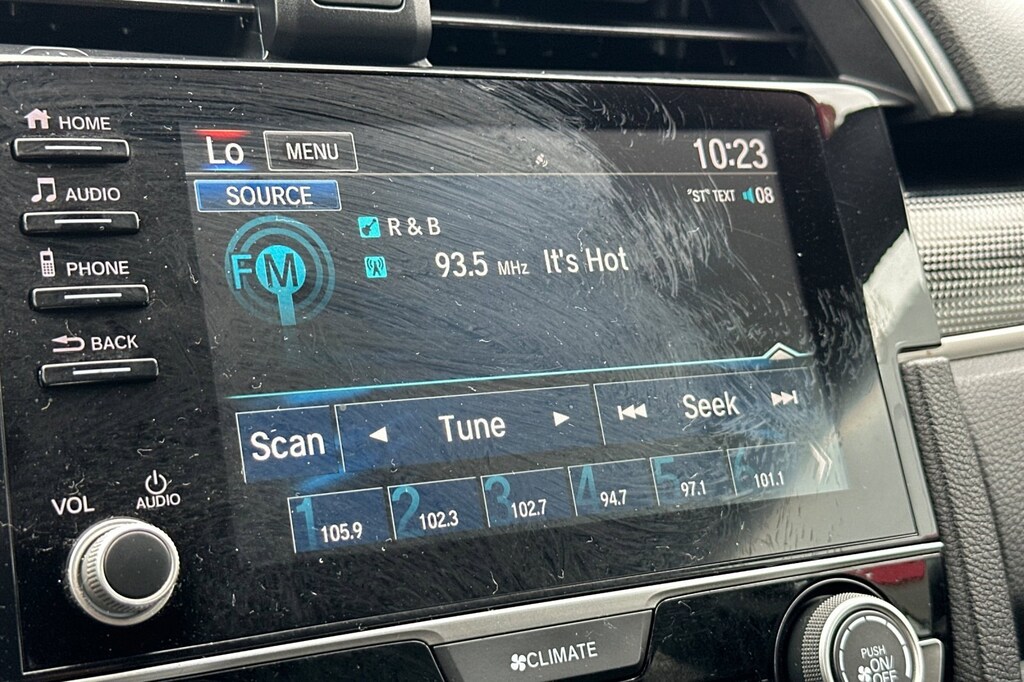 HOME
AUDIO
PHONE
BACK
VOL
AUDIO
Lo MENU 10:23
SOURCE "ST" TEXT 08
FM
R & B
93.5 MHz It's Hot
Scan Tune Seek
1 105.9 2 102.3 3 102.7 4 94.7 5 97.1 6 101.1
CLIMATE
PUSH
ON/
OFF